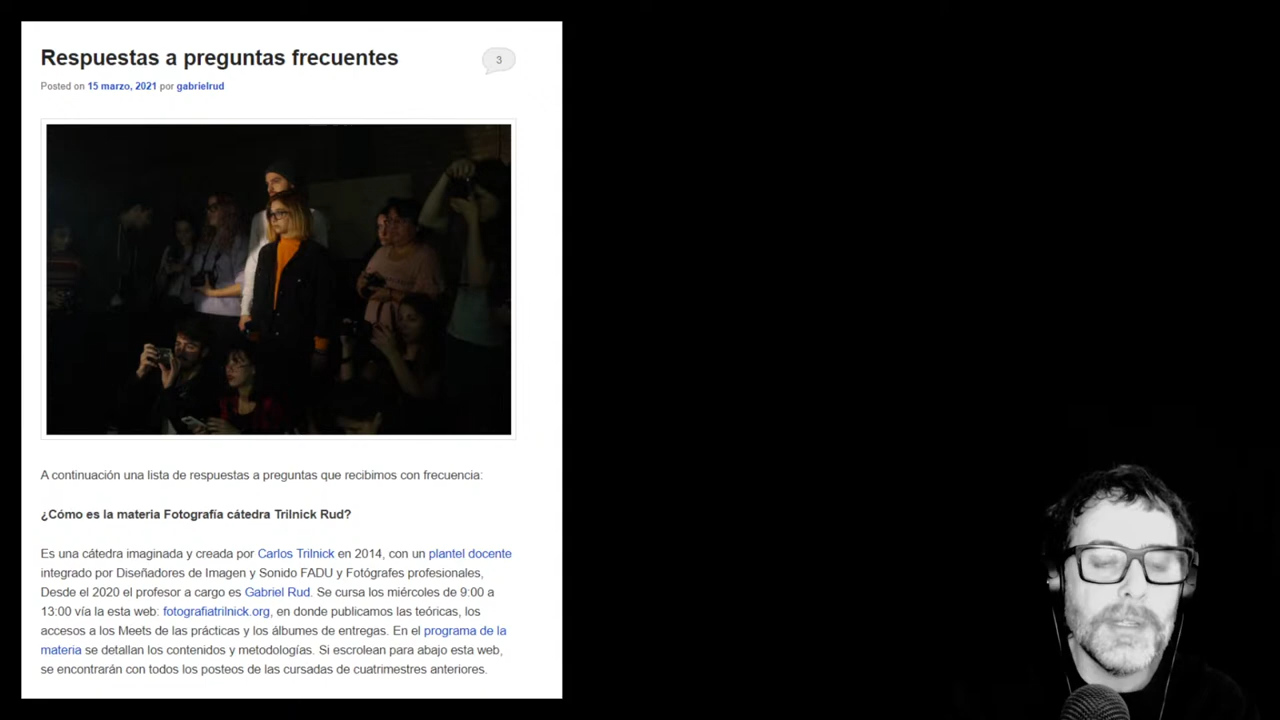 Respuestas a preguntas frecuentes
3
Posted on 15 marzo, 2021 por gabrielrud
A continuación una lista de respuestas a preguntas que recibimos con frecuencia:
¿Cómo es la materia Fotografía cátedra Trilnick Rud?
Es una cátedra imaginada y creada por Carlos Trilnick en 2014, con un plantel docente
integrado por Diseñadores de Imagen y Sonido FADU y Fotógrafes profesionales,
Desde el 2020 el profesor a cargo es Gabriel Rud. Se cursa los miércoles de 9:00 a
13:00 vía la esta web: fotografiatrilnick.org, en donde publicamos las teóricas, los
accesos a los Meets de las prácticas y los álbumes de entregas. En el programa de la
materia se detallan los contenidos y metodologías. Si escrolean para abajo esta web,
se encontrarán con todos los posteos de las cursadas de cuatrimestres anteriores.